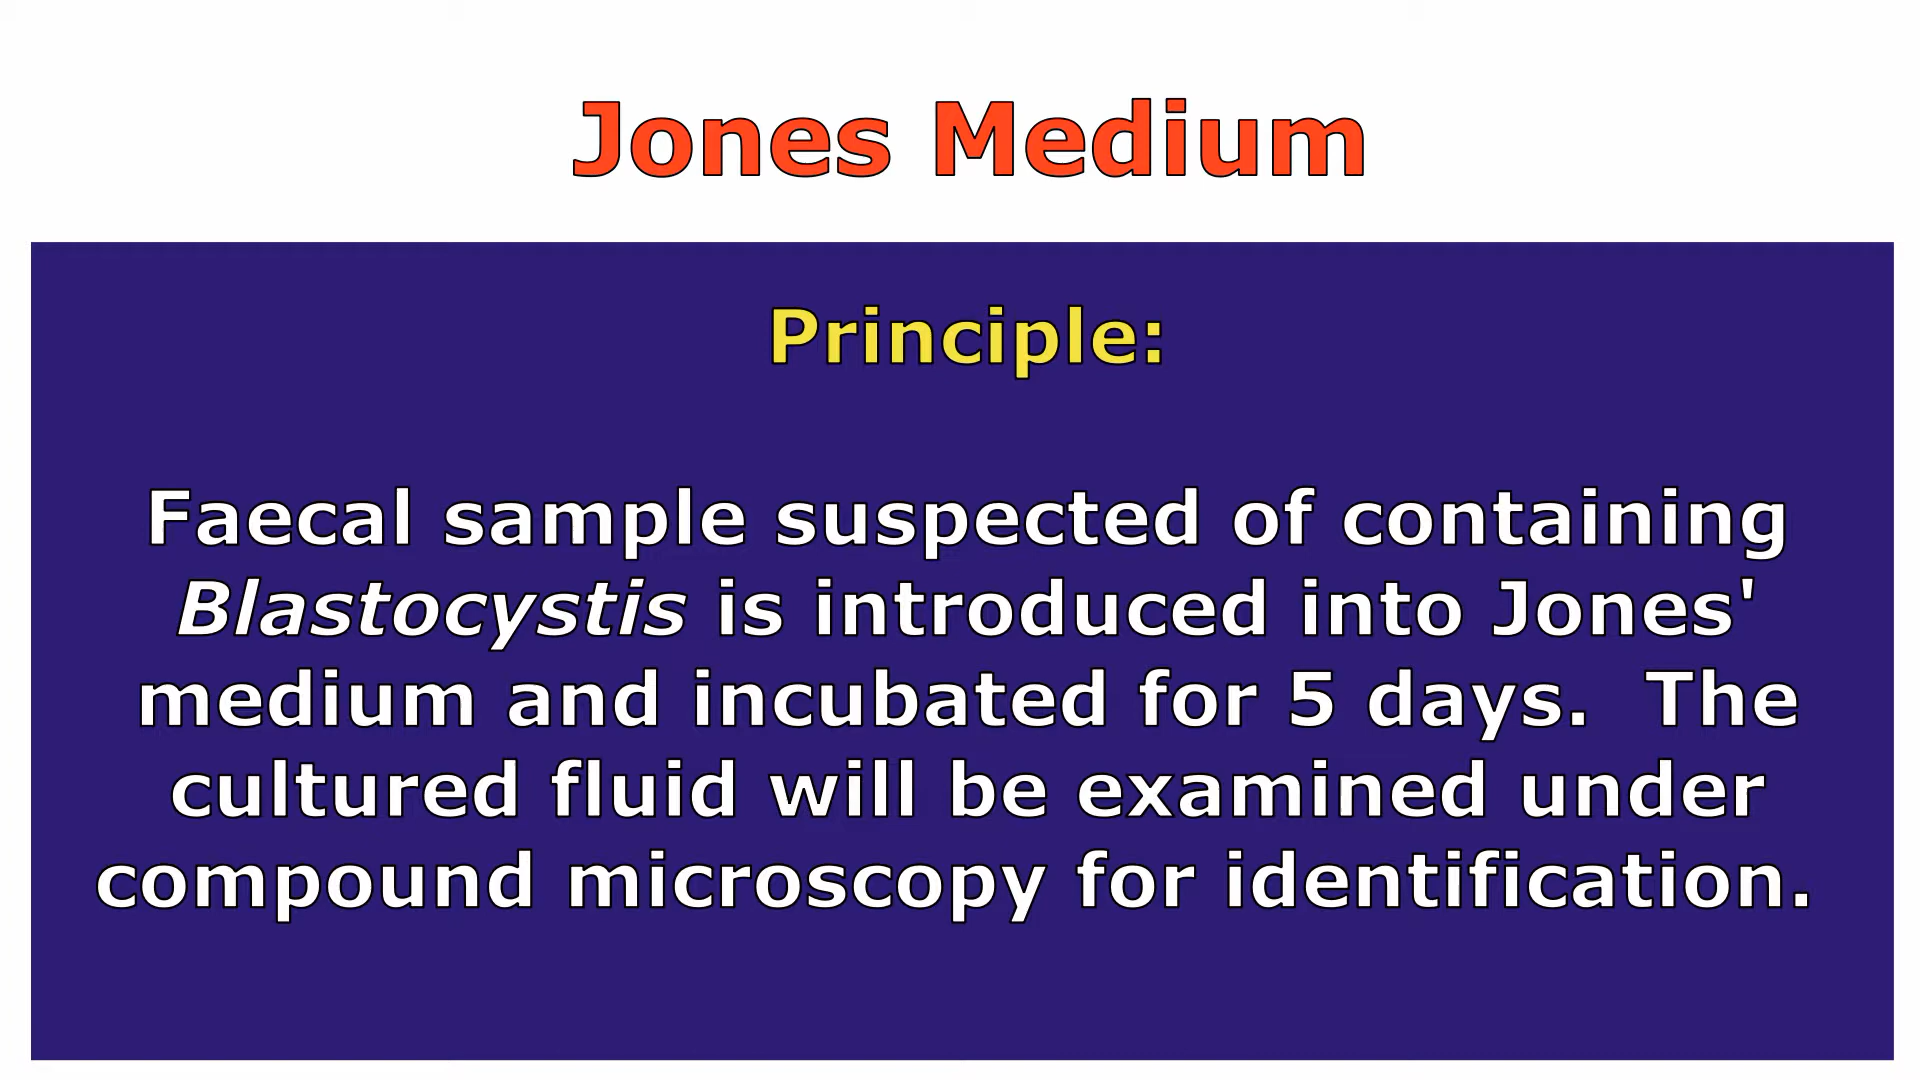 Jones Medium
Principle:
Faecal sample suspected of containing
Blastocystis is introduced into Jones'
medium and incubated for 5 days.  The
cultured fluid will be examined under
compound microscopy for identification.